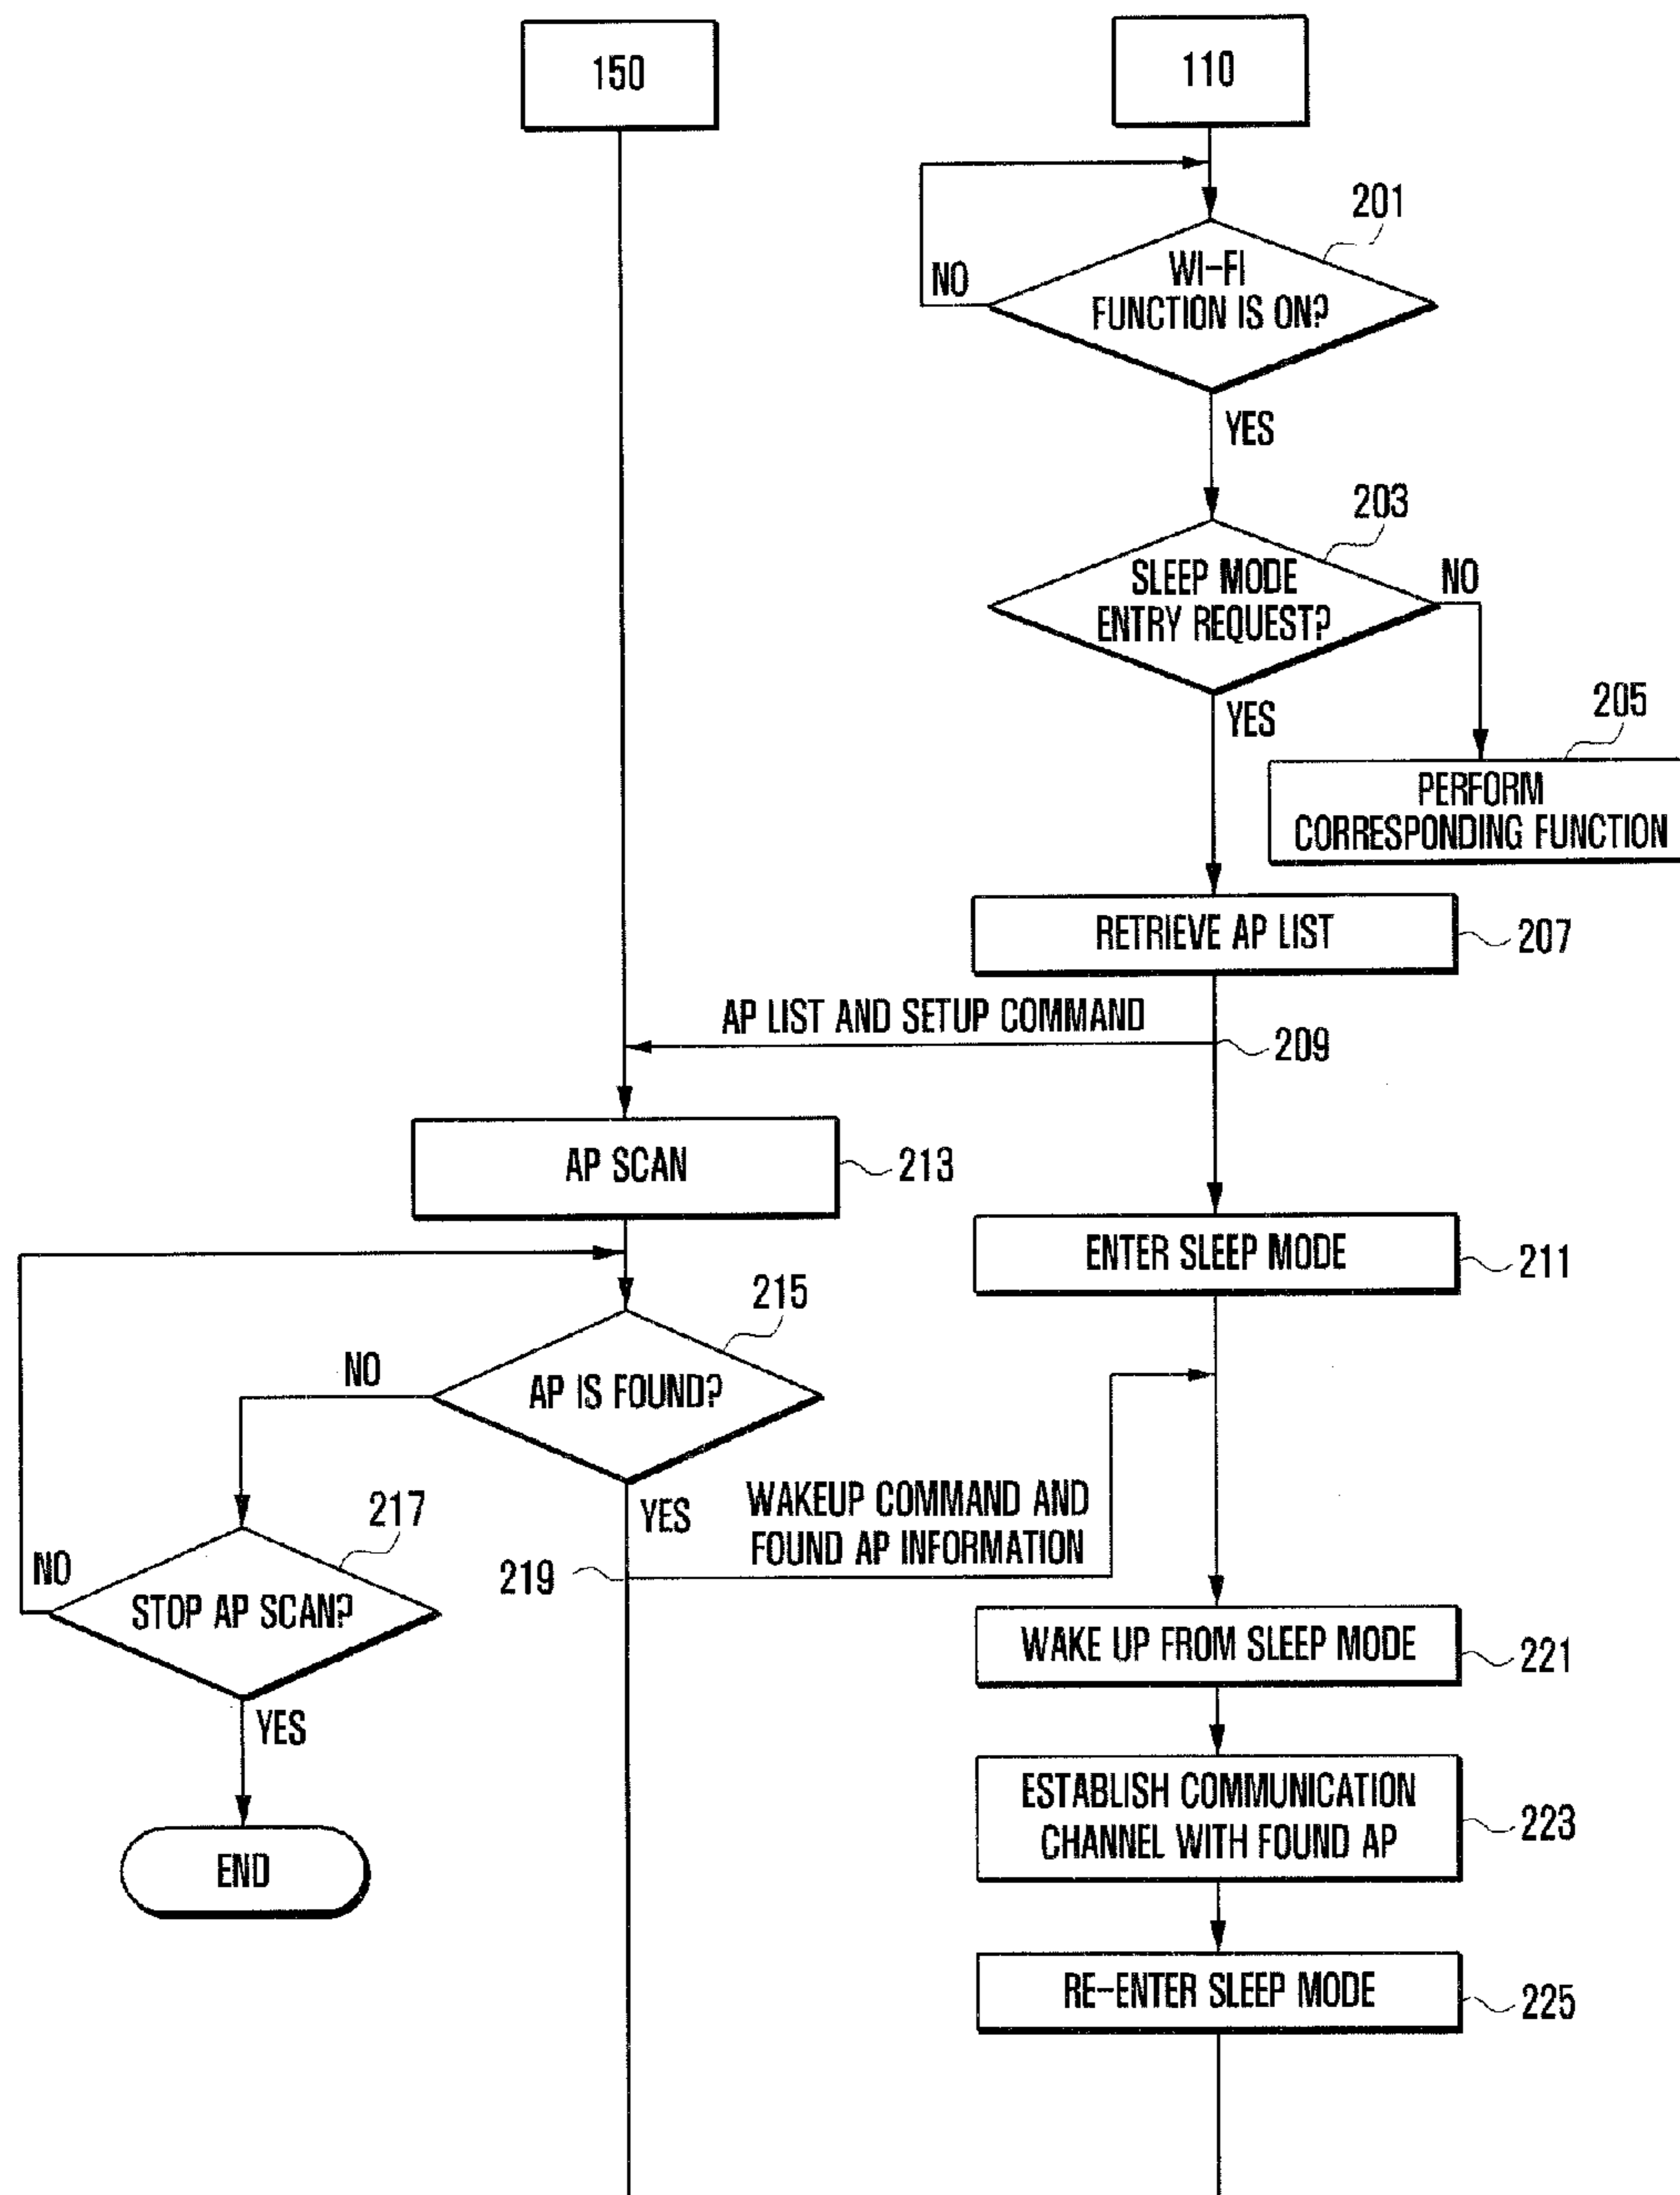 150
110
201
WI-FI
FUNCTION IS ON?
NO
YES
203
SLEEP MODE
ENTRY REQUEST?
NO
YES
205
PERFORM
CORRESPONDING FUNCTION
RETRIEVE AP LIST
207
AP LIST AND SETUP COMMAND
209
AP SCAN
213
ENTER SLEEP MODE
211
215
AP IS FOUND?
NO
YES
WAKEUP COMMAND AND
FOUND AP INFORMATION
219
217
NO
STOP AP SCAN?
YES
END
WAKE UP FROM SLEEP MODE
221
ESTABLISH COMMUNICATION
CHANNEL WITH FOUND AP
223
RE-ENTER SLEEP MODE
225